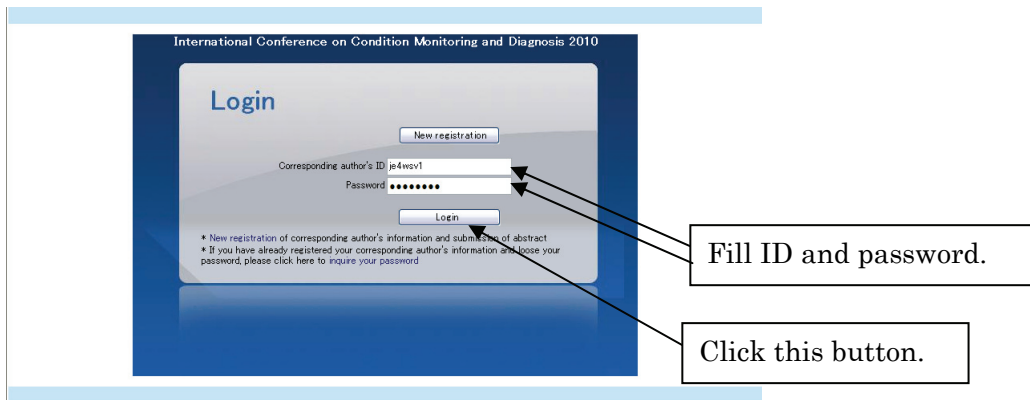 International Conference on Condition Monitoring and Diagnosis 2010
Login
New registration
Corresponding author's ID je4wsv1
Password ●●●●●●●●
Login
* New registration of corresponding author's information and submission of abstract
* If you have already registered your corresponding author's information and loose your
password, please click here to inquire your password
Fill ID and password.
Click this button.